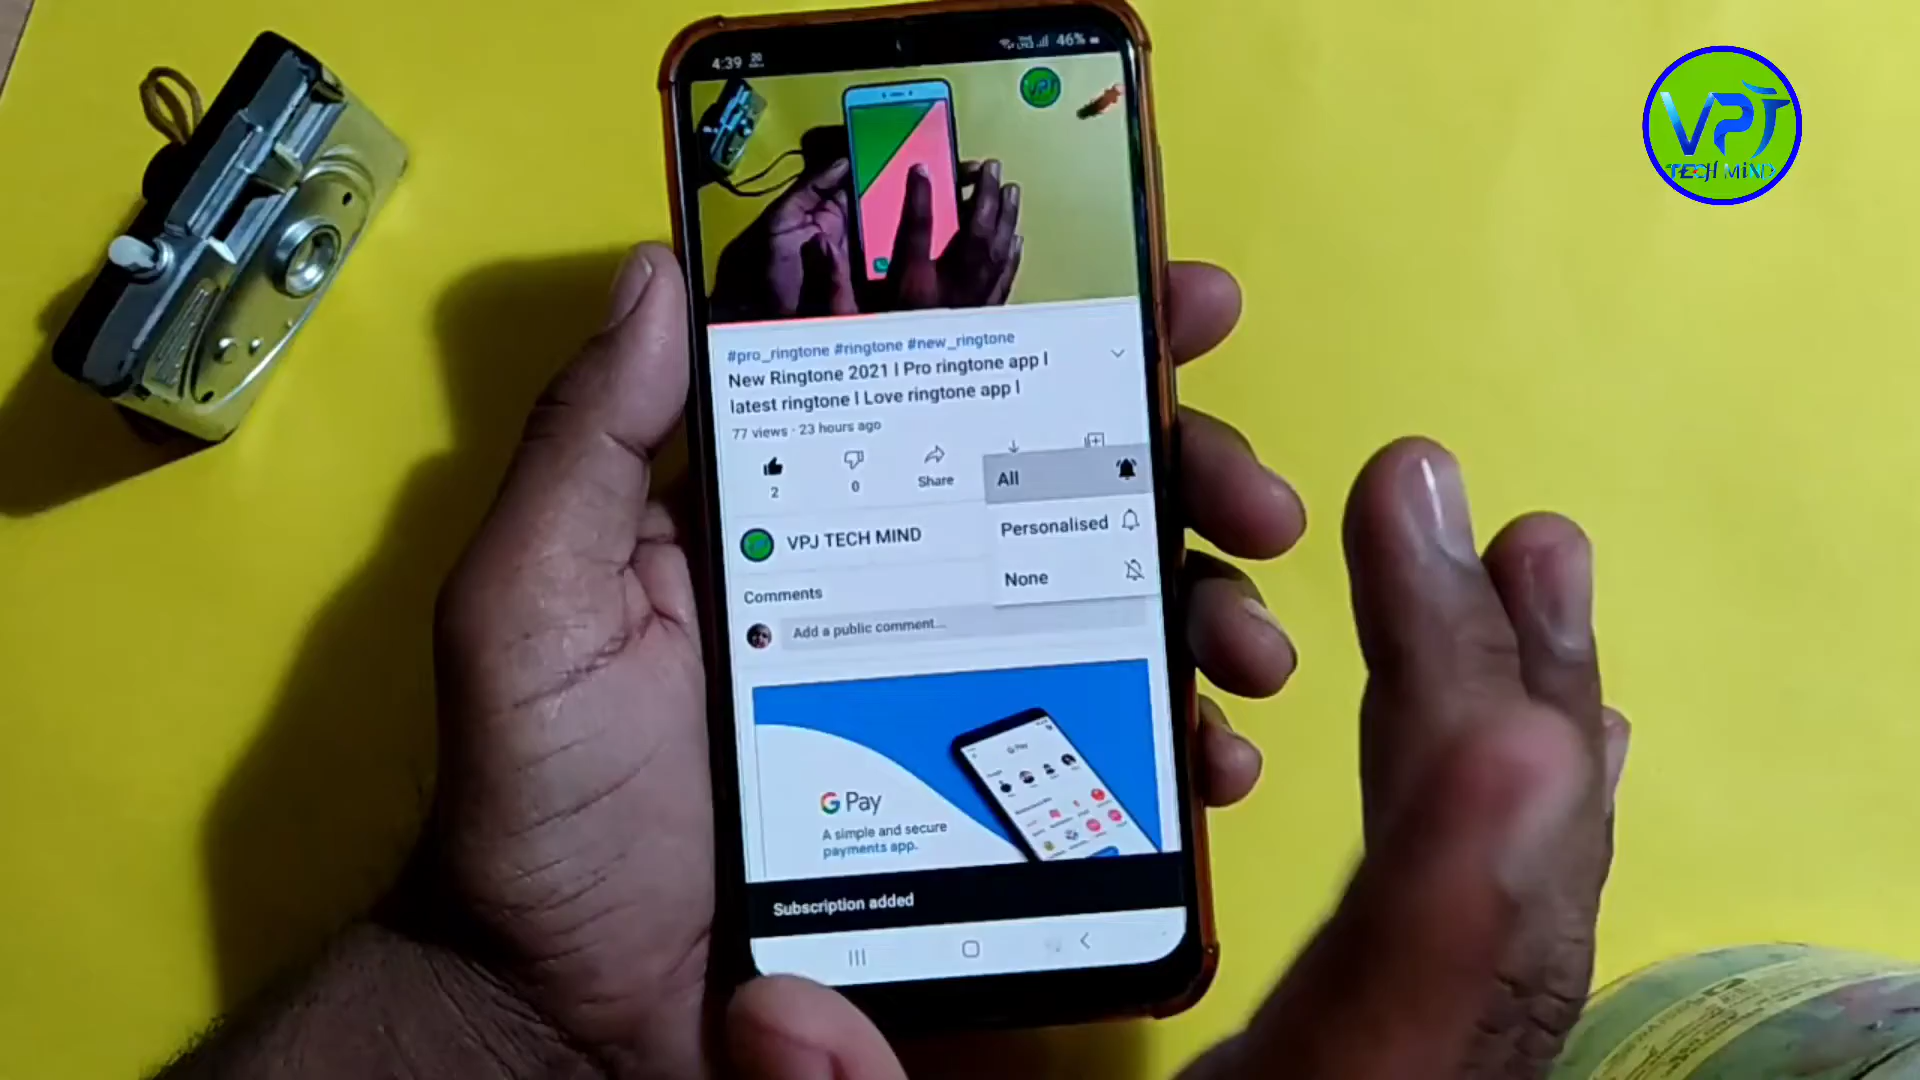 VPJ
TECH MIND
4:39
46%
VPJ
#pro_ringtone #ringtone #new_ringtone
New Ringtone 2021 l Pro ringtone app l
latest ringtone l Love ringtone app l
77 views · 23 hours ago
2
0
Share
All
Personalised
None
VPJ TECH MIND
Comments
Add a public comment...
G Pay
G Pay
A simple and secure
payments app.
Subscription added